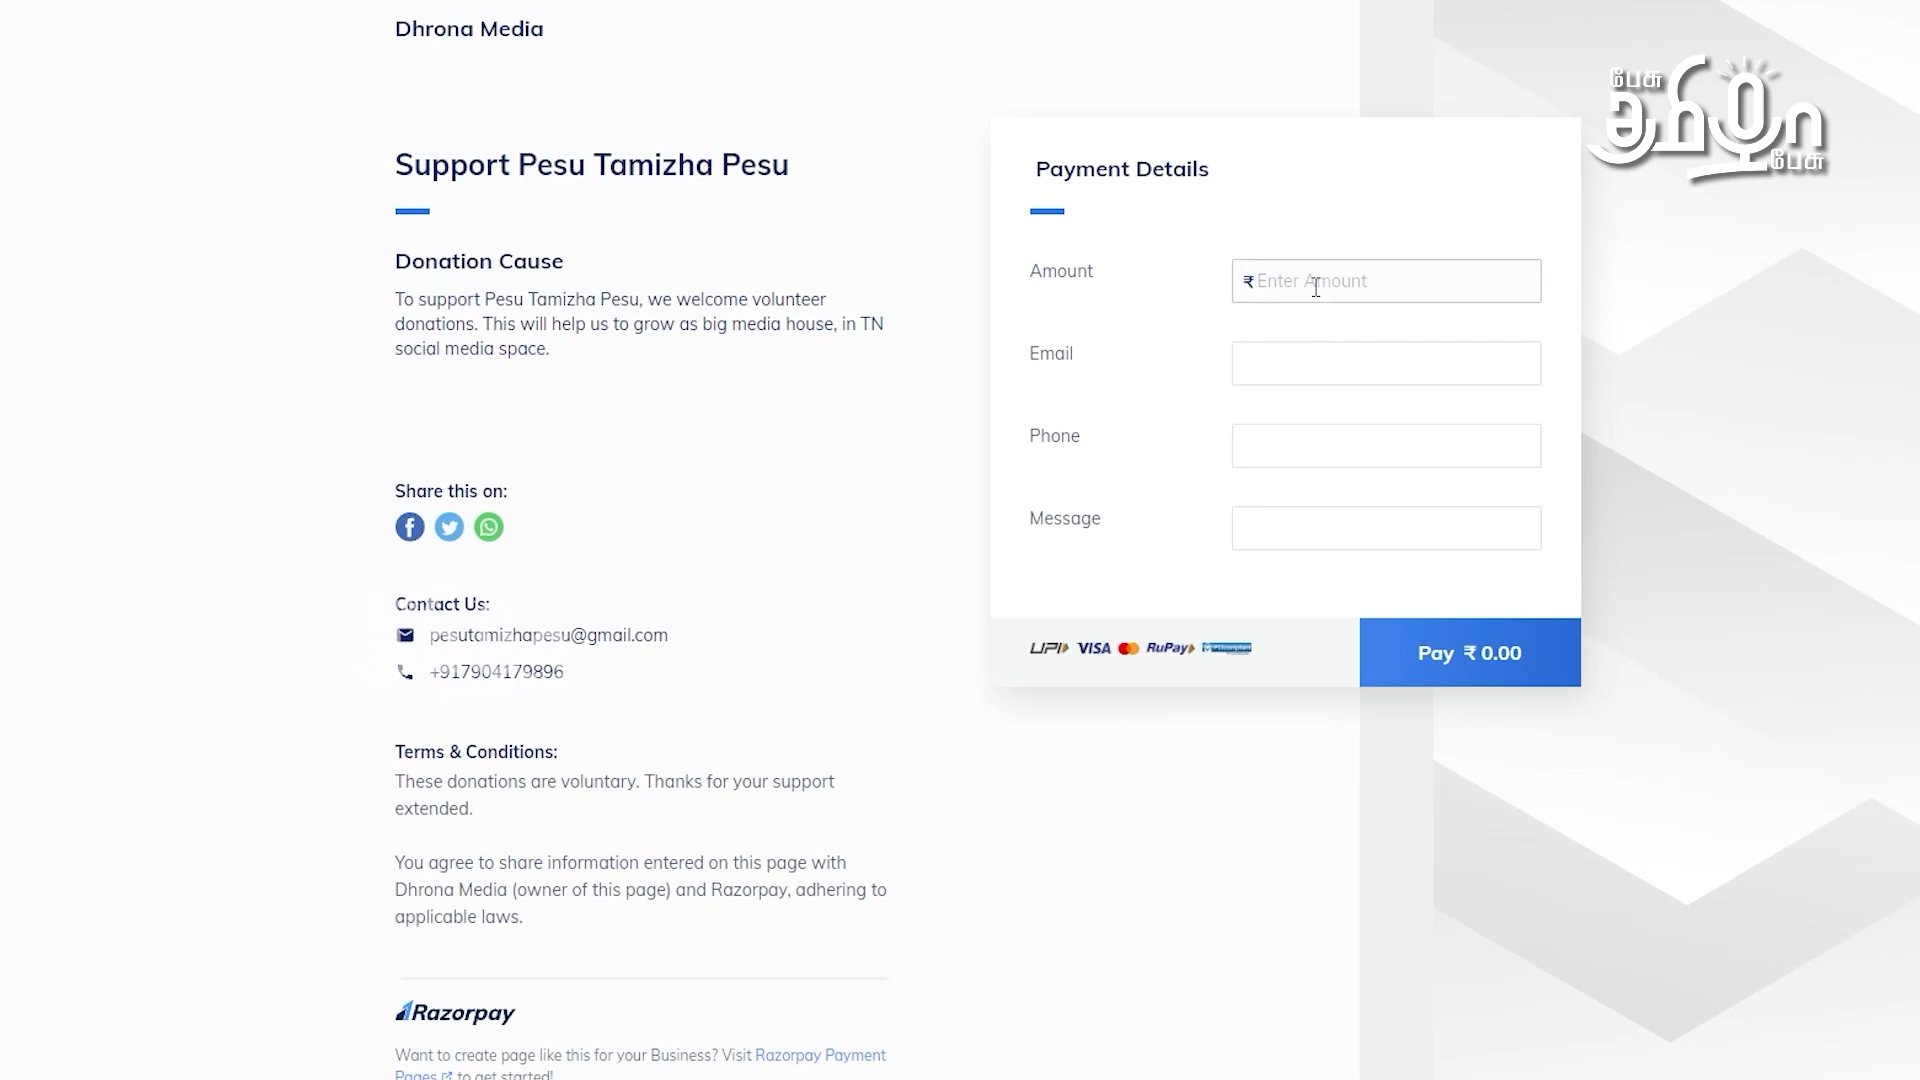 Dhrona Media
பேசு
தமிழா
பேசு
Support Pesu Tamizha Pesu
Donation Cause
To support Pesu Tamizha Pesu, we welcome volunteer
donations. This will help us to grow as big media house, in TN
social media space.
Share this on:
Contact Us:
pesutamizhapesu@gmail.com
+917904179896
Terms & Conditions:
These donations are voluntary. Thanks for your support
extended.
You agree to share information entered on this page with
Dhrona Media (owner of this page) and Razorpay, adhering to
applicable laws.
Razorpay
Want to create page like this for your Business? Visit Razorpay Payment
Pages to get started!
Payment Details
Amount
₹ Enter Amount
Email
Phone
Message
UPI VISA RuPay
Pay ₹ 0.00